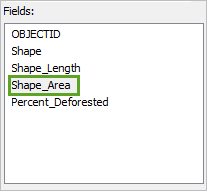 Fields:
OBJECTID
Shape
Shape_Length
Shape_Area
Percent_Deforested